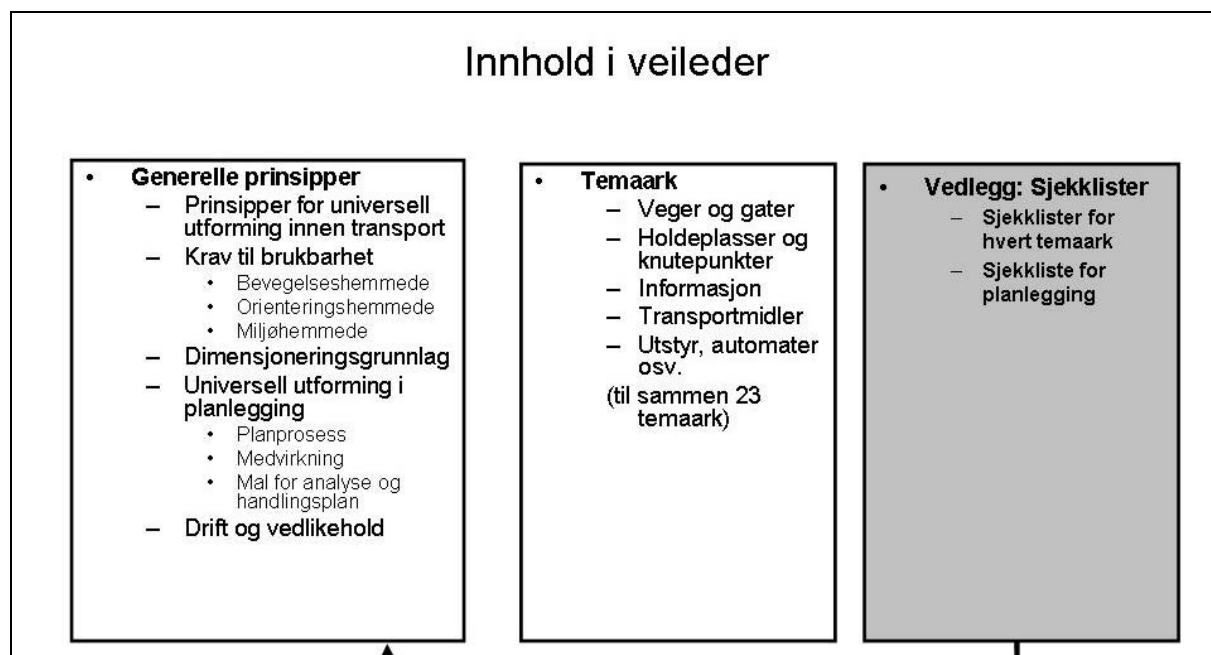 Innhold i veileder
• Generelle prinsipper
– Prinsipper for universell
utforming innen transport
– Krav til brukbarhet
• Bevegelseshemmede
• Orienteringshemmede
• Miljøhemmede
– Dimensjoneringsgrunnlag
– Universell utforming i
planlegging
• Planprosess
• Medvirkning
• Mal for analyse og
handlingsplan
– Drift og vedlikehold
• Temaark
– Veger og gater
– Holdeplasser og
knutepunkter
– Informasjon
– Transportmidler
– Utstyr, automater
osv.
(til sammen 23
temaark)
• Vedlegg: Sjekklister
– Sjekklister for
hvert temaark
– Sjekkliste for
planlegging